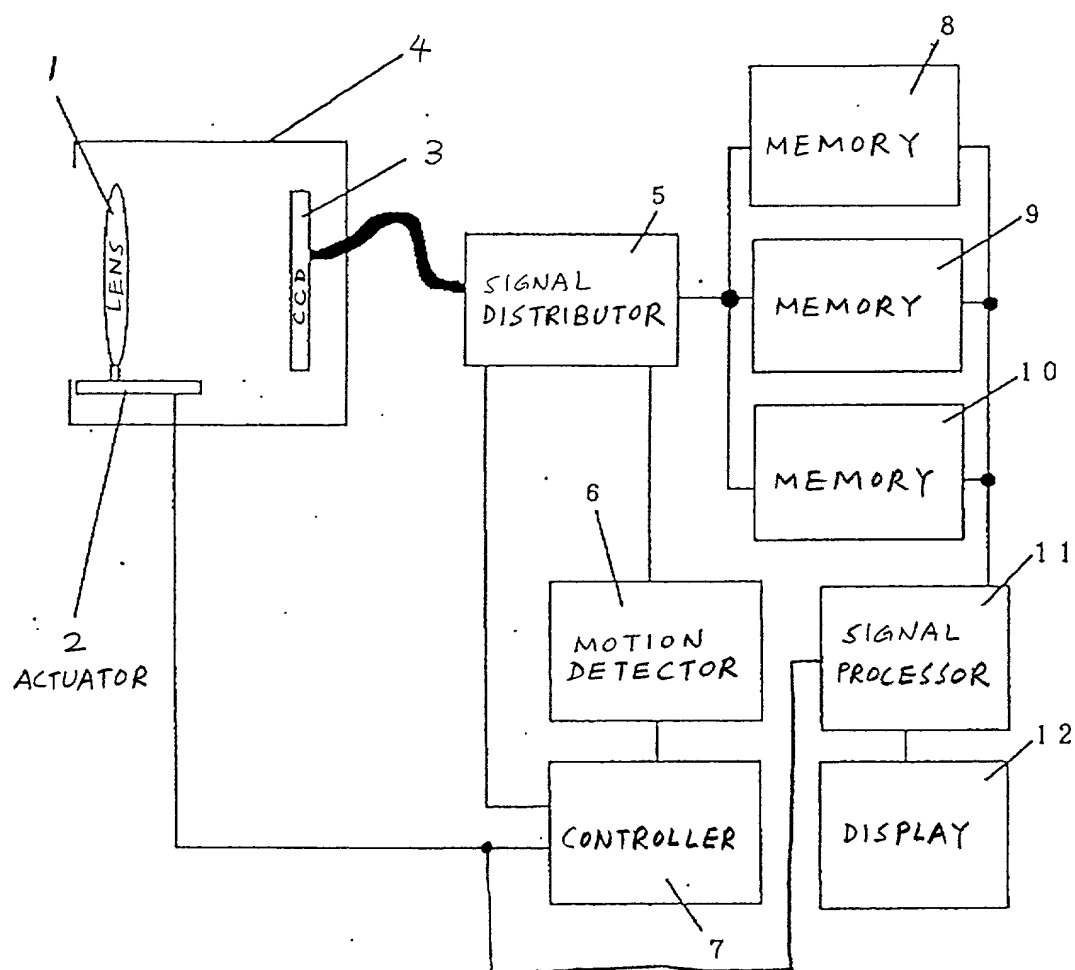 1
4
3
LENS
CCD
2
ACTUATOR
5
SIGNAL
DISTRIBUTOR
8
MEMORY
9
MEMORY
10
MEMORY
6
MOTION
DETECTOR
11
SIGNAL
PROCESSOR
12
DISPLAY
CONTROLLER
7